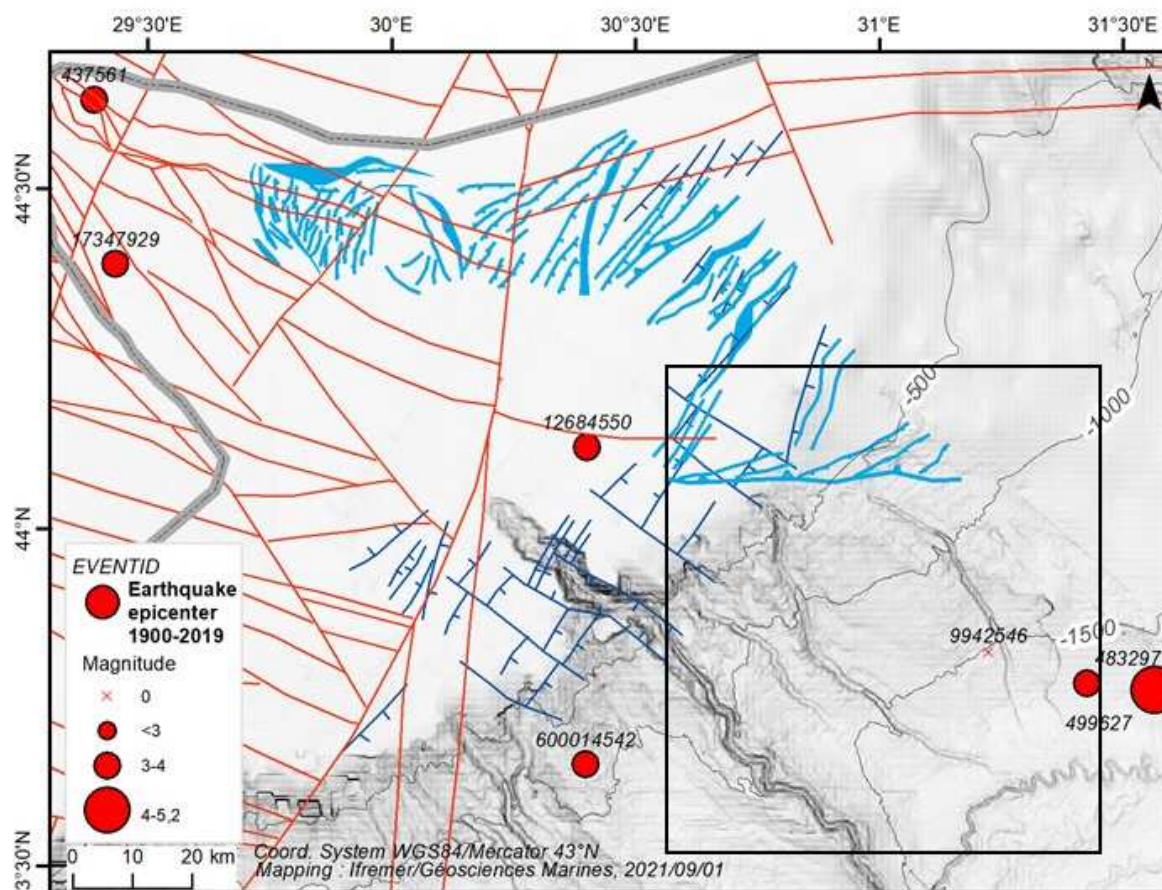 29°30'E 30° 30°30'E 31° 31°30'E
N
437561
44°30'N
17347929
-500
-1000
12684550
44°N
EVENTID
Earthquake
epicenter
1900-2019
Magnitude
0
<3
3-4
4-5,2
9942546
-1500
483297
499627
600014542
0 10 20 km
Coord. System WGS84/Mercator 43°N
Mapping : Ifremer/Géosciences Marines, 2021/09/01
3°30'N